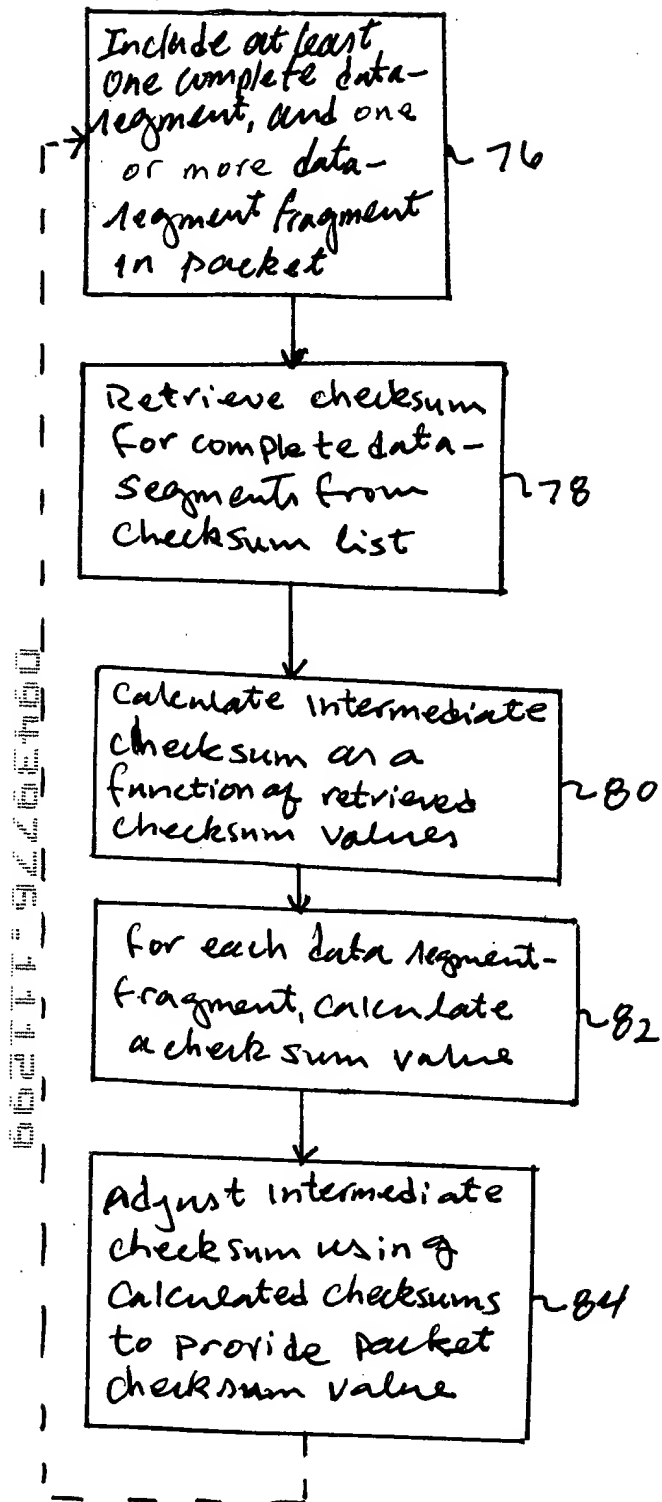 Include at least
one complete data-
segment, and one
or more data-
segment fragment
in packet
76
Retrieve checksum
for complete data-
segments from
checksum list
78
Calculate intermediate
checksum as a
function of retrieved
checksum values
80
for each data segment-
fragment, calculate
a check sum value
82
Adjust intermediate
checksum using
calculated checksums
to provide packet
checksum value
84